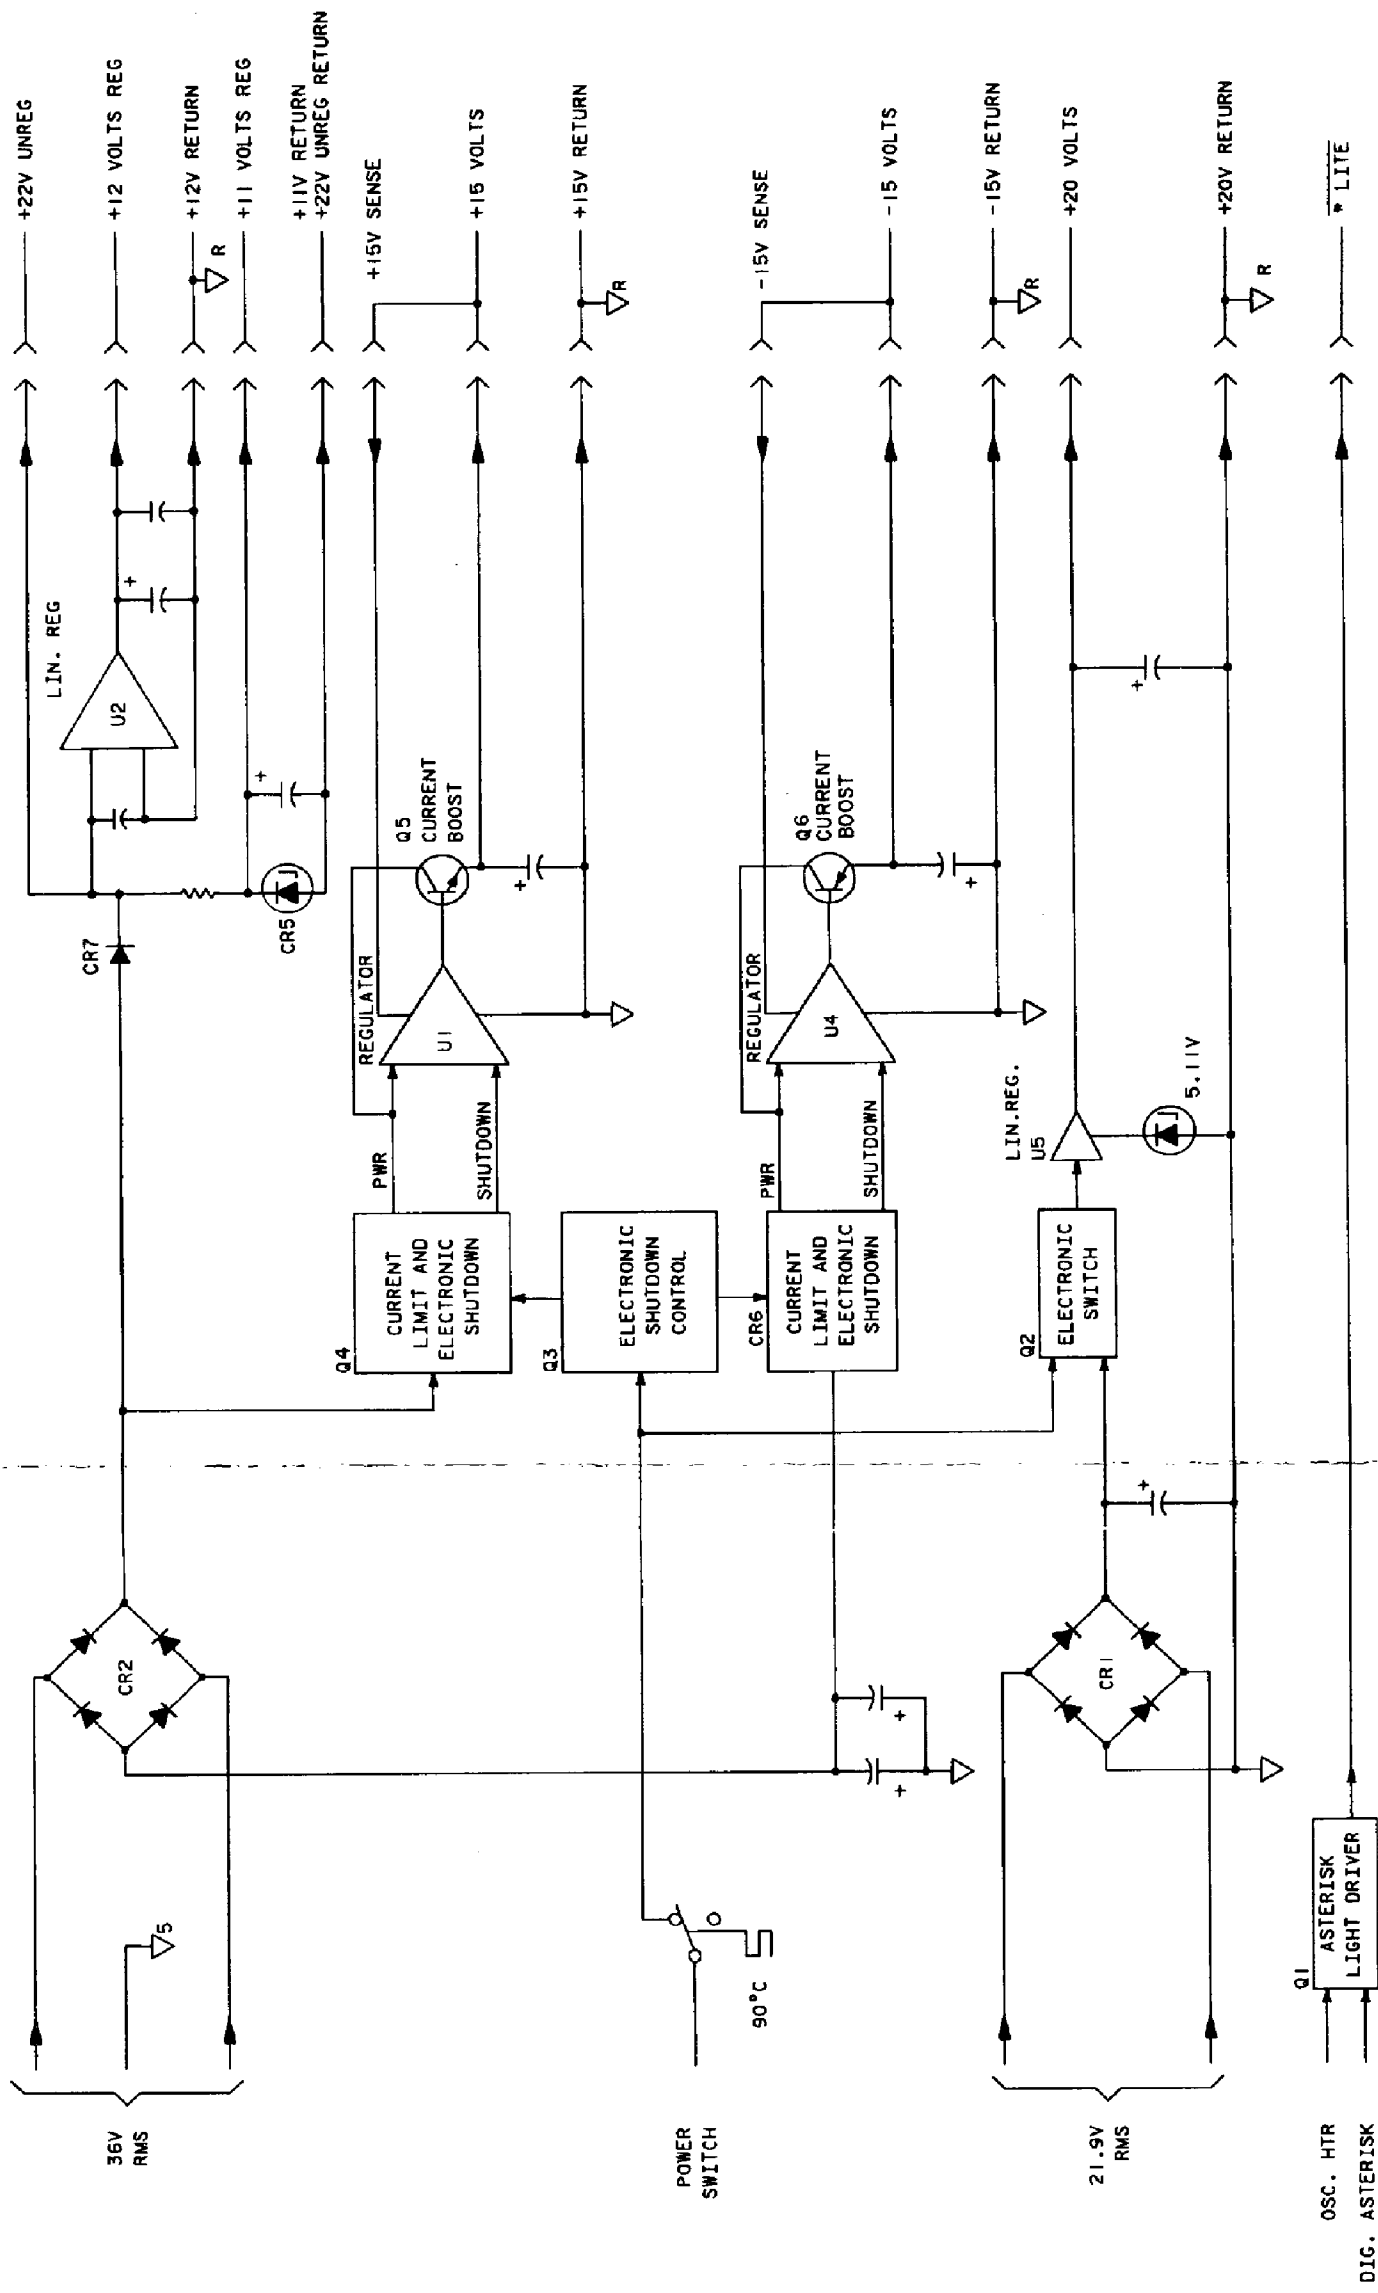 36V
RMS
5
CR2
CR7
+22V UNREG
LIN. REG
U2
+
+12 VOLTS REG
+12V RETURN
R
+11 VOLTS REG
+
CR5
+11V RETURN
+22V UNREG RETURN
+15V SENSE
Q4
CURRENT
LIMIT AND
ELECTRONIC
SHUTDOWN
PWR
SHUTDOWN
REGULATOR
U1
Q5
CURRENT
BOOST
+
+15 VOLTS
+15V RETURN
R
POWER
SWITCH
90°C
Q3
ELECTRONIC
SHUTDOWN
CONTROL
+
+
CR6
CURRENT
LIMIT AND
ELECTRONIC
SHUTDOWN
PWR
SHUTDOWN
REGULATOR
U4
Q6
CURRENT
BOOST
+
-15V SENSE
-15 VOLTS
-15V RETURN
R
21.9V
RMS
CR1
+
Q2
ELECTRONIC
SWITCH
LIN.REG.
U5
5.11V
+
+20 VOLTS
+20V RETURN
R
OSC. HTR
DIG. ASTERISK
Q1
ASTERISK
LIGHT DRIVER
* LITE